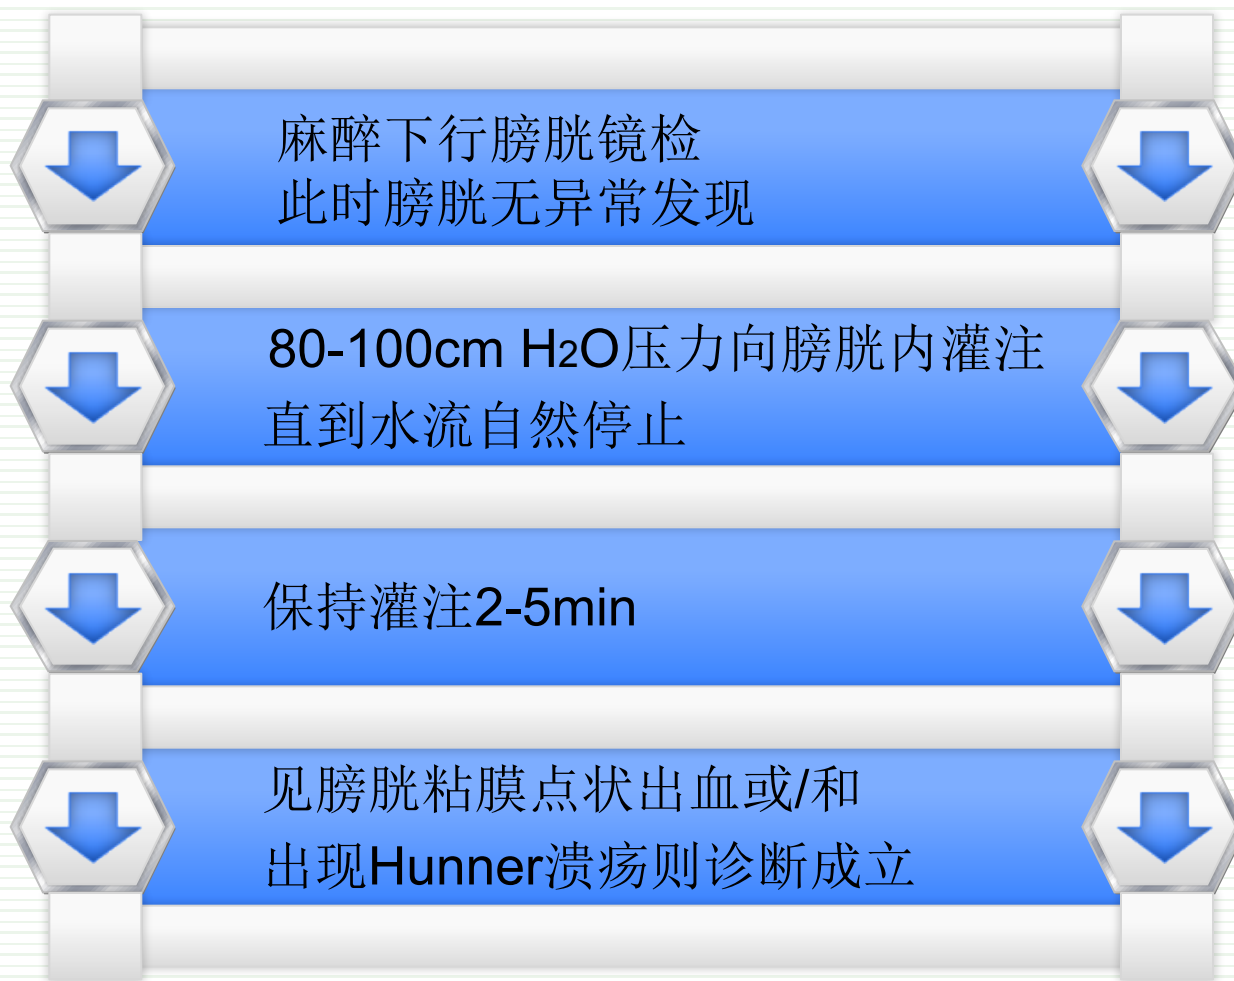 麻醉下行膀胱镜检
此时膀胱无异常发现
80-100cm H2O压力向膀胱内灌注
直到水流自然停止
保持灌注2-5min
见膀胱粘膜点状出血或/和
出现Hunner溃疡则诊断成立